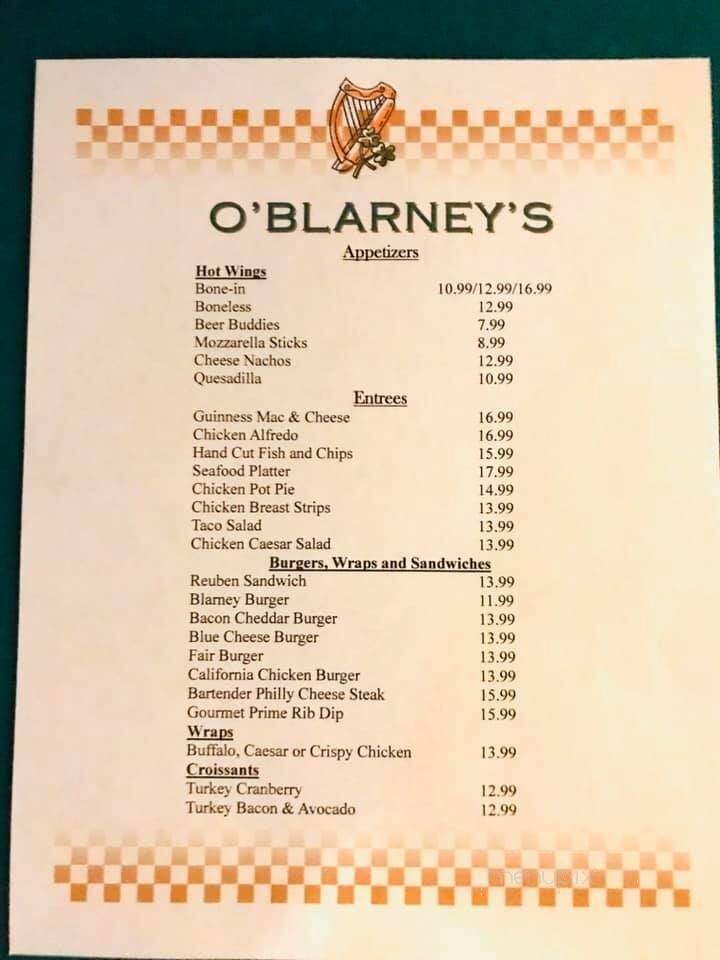 O'BLARNEY'S
Appetizers
Hot Wings
Bone-in 10.99/12.99/16.99
Boneless 12.99
Beer Buddies 7.99
Mozzarella Sticks 8.99
Cheese Nachos 12.99
Quesadilla 10.99
Entrees
Guinness Mac & Cheese 16.99
Chicken Alfredo 16.99
Hand Cut Fish and Chips 15.99
Seafood Platter 17.99
Chicken Pot Pie 14.99
Chicken Breast Strips 13.99
Taco Salad 13.99
Chicken Caesar Salad 13.99
Burgers, Wraps and Sandwiches
Reuben Sandwich 13.99
Blarney Burger 11.99
Bacon Cheddar Burger 13.99
Blue Cheese Burger 13.99
Fair Burger 13.99
California Chicken Burger 13.99
Bartender Philly Cheese Steak 15.99
Gourmet Prime Rib Dip 15.99
Wraps
Buffalo, Caesar or Crispy Chicken 13.99
Croissants
Turkey Cranberry 12.99
Turkey Bacon & Avocado 12.99
menupix